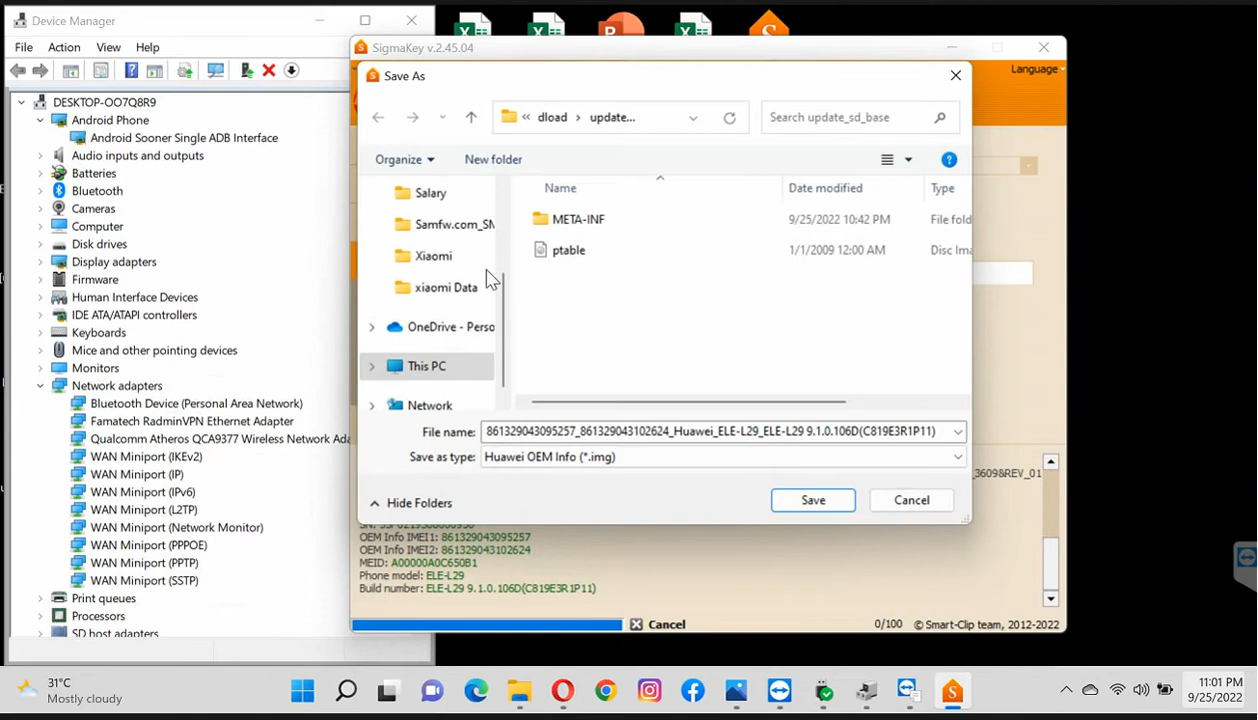 Device Manager
File Action View Help
DESKTOP-OO7Q8R9
Android Phone
Android Sooner Single ADB Interface
Audio inputs and outputs
Batteries
Bluetooth
Cameras
Computer
Disk drives
Display adapters
Firmware
Human Interface Devices
IDE ATA/ATAPI controllers
Keyboards
Mice and other pointing devices
Monitors
Network adapters
Bluetooth Device (Personal Area Network)
Famatech RadminVPN Ethernet Adapter
Qualcomm Atheros QCA9377 Wireless Network Ada
WAN Miniport (IKEv2)
WAN Miniport (IP)
WAN Miniport (IPv6)
WAN Miniport (L2TP)
WAN Miniport (Network Monitor)
WAN Miniport (PPPOE)
WAN Miniport (PPTP)
WAN Miniport (SSTP)
Print queues
Processors
SD host adapters
SigmaKey v.2.45.04
Language
Save As
« dload › update...
Search update_sd_base
Organize
New folder
Name Date modified Type
Salary
Samfw.com_SM
Xiaomi
xiaomi Data
OneDrive - Perso
This PC
Network
META-INF 9/25/2022 10:42 PM File fold
ptable 1/1/2009 12:00 AM Disc Ima
File name: 861329043095257_861329043102624_Huawei_ELE-L29_ELE-L29 9.1.0.106D(C819E3R1P11)
Save as type: Huawei OEM Info (*.img)
Hide Folders
Save
Cancel
_3609&REV_01
OEM Info IMEI1: 861329043095257
OEM Info IMEI2: 861329043102624
MEID: A00000A0C650B1
Phone model: ELE-L29
Build number: ELE-L29 9.1.0.106D(C819E3R1P11)
Cancel
0/100
© Smart-Clip team, 2012-2022
31°C
Mostly cloudy
11:01 PM
9/25/2022